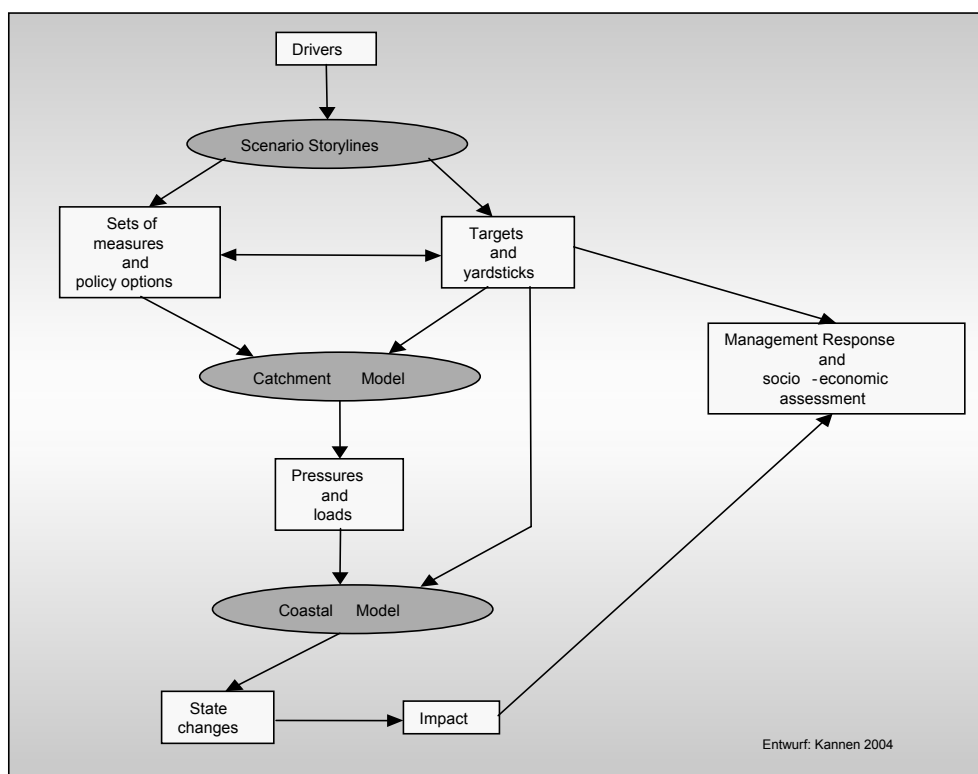 Drivers
Scenario Storylines
Sets of
measures
and
policy options
Targets
and
yardsticks
Management Response
and
socio -economic
assessment
Catchment Model
Pressures
and
loads
Coastal Model
State
changes
Impact
Entwurf: Kannen 2004